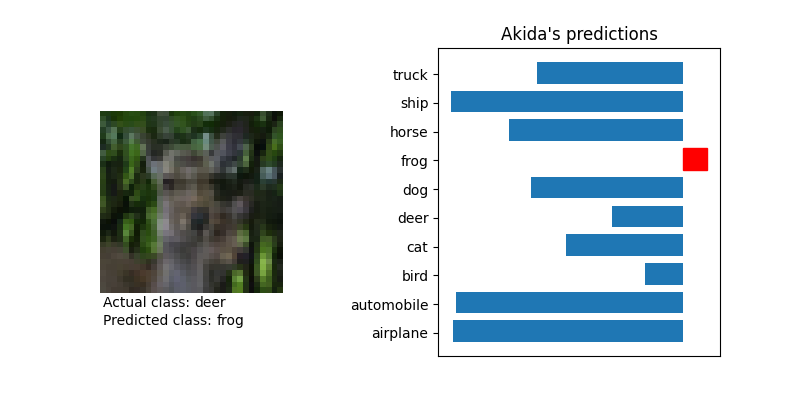 Akida's predictions
truck
ship
horse
frog
dog
deer
cat
bird
automobile
airplane
Actual class: deer
Predicted class: frog